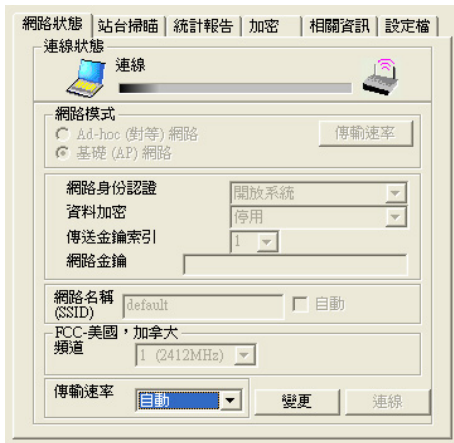 網路狀態 站台掃瞄 統計報告 加密 相關資訊 設定檔
連線狀態
連線
網路模式
Ad-hoc (對等) 網路
基礎 (AP) 網路
傳輸速率
網路身份認證 開放系統
資料加密 停用
傳送金鑰索引 1
網路金鑰
網路名稱 (SSID) default 自動
FCC-美國，加拿大
頻道 1 (2412MHz)
傳輸速率 自動 變更 連線